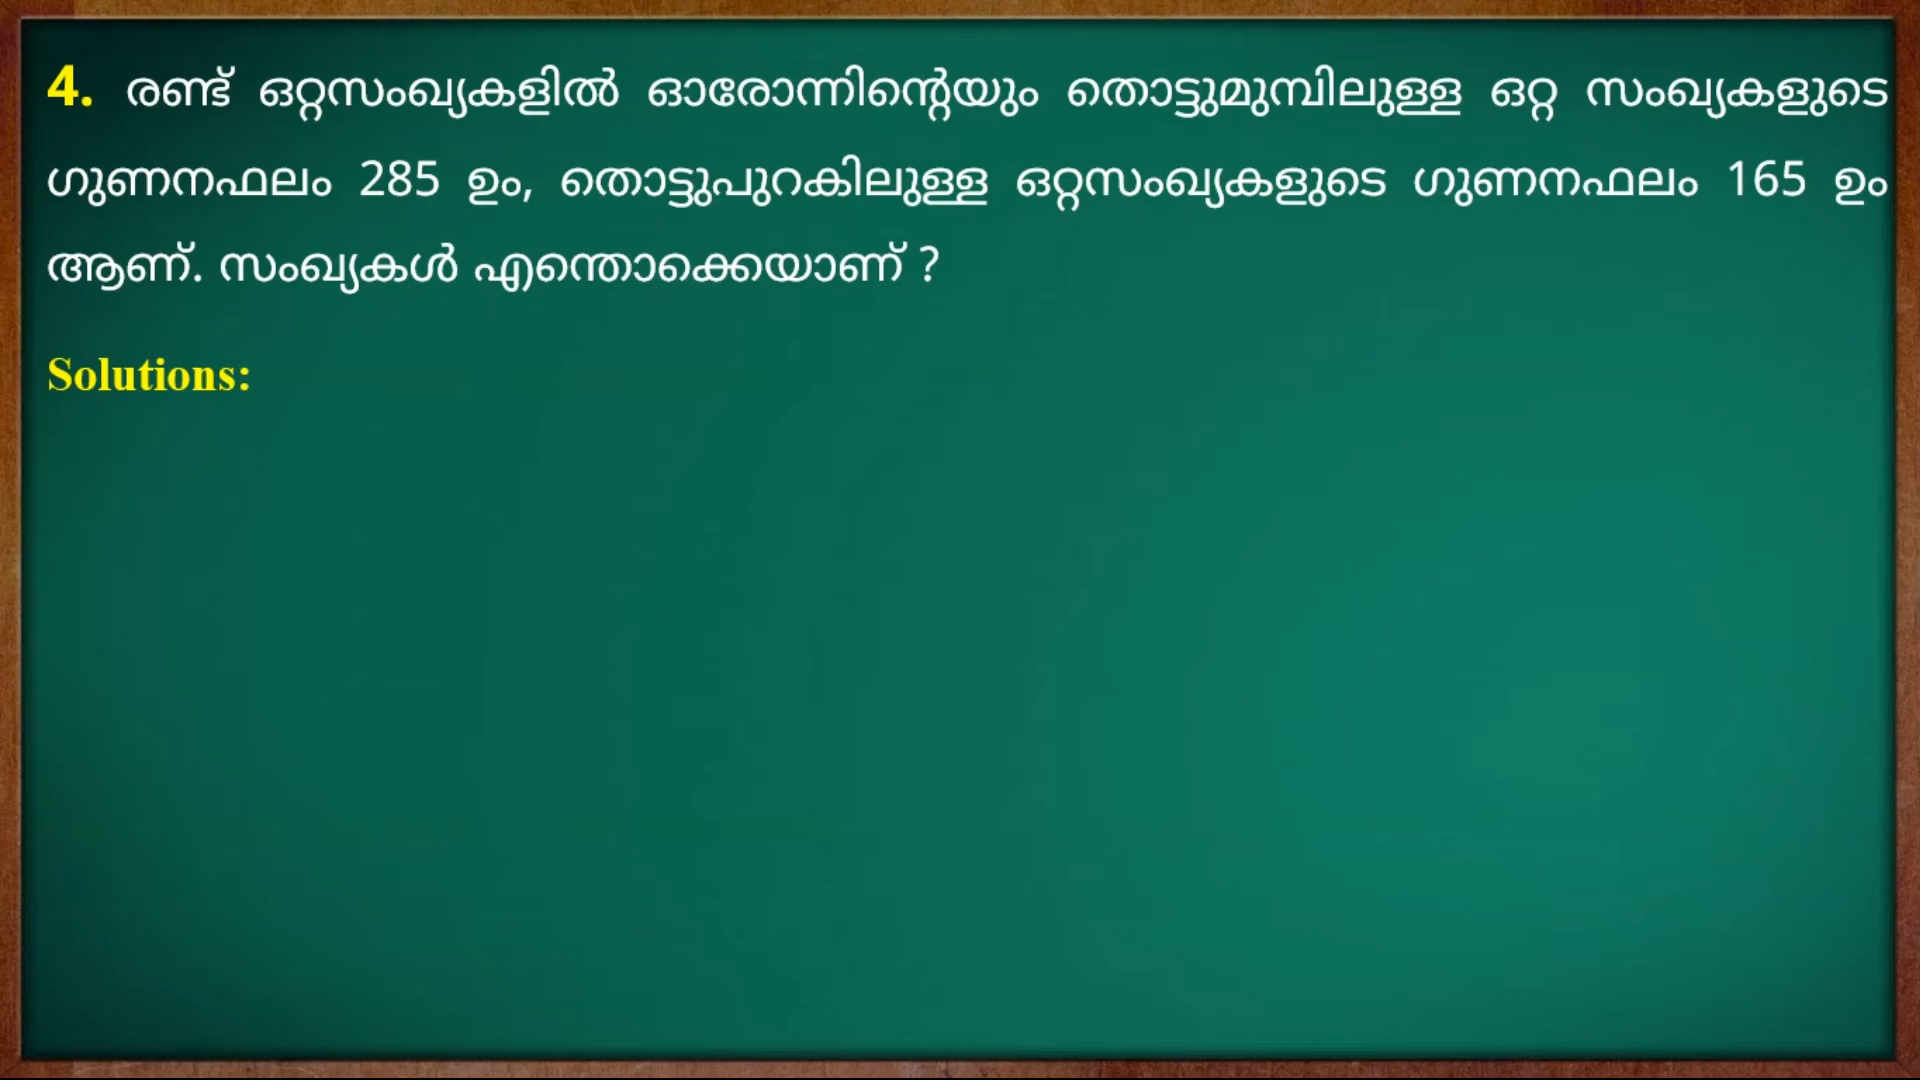 4. രണ്ട് ഒറ്റസംഖ്യകളിൽ ഓരോന്നിന്റെയും തൊട്ടുമുമ്പിലുള്ള ഒറ്റ സംഖ്യകളുടെ
ഗുണനഫലം 285 ഉം, തൊട്ടുപുറകിലുള്ള ഒറ്റസംഖ്യകളുടെ ഗുണനഫലം 165 ഉം
ആണ്. സംഖ്യകൾ എന്തൊക്കെയാണ് ?
Solutions: